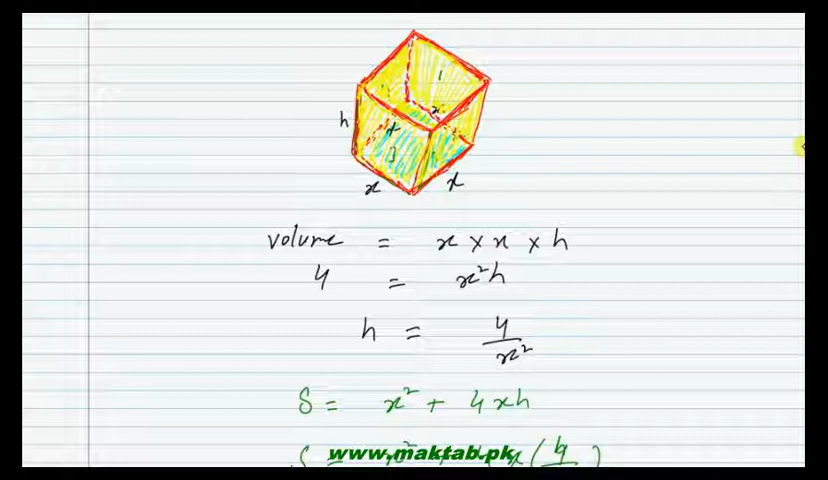 h
x
x
x
x
volume = x × x × h
4 = x²h
h = 4/x²
S = x² + 4xh
www.maktab.pk